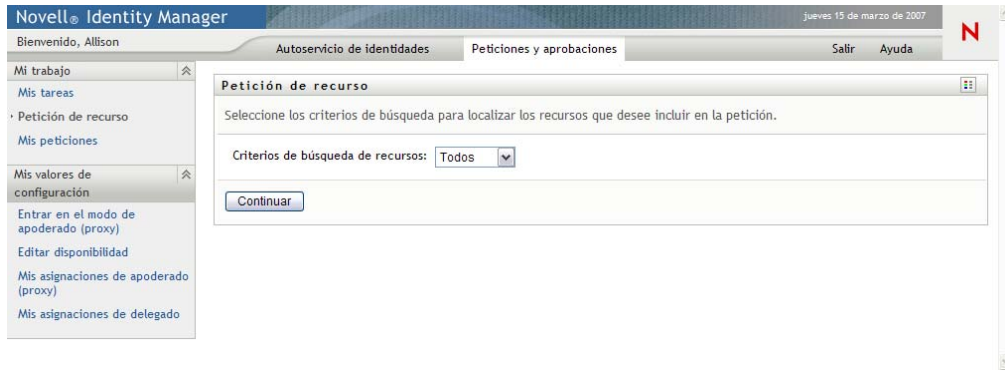 Novell® Identity Manager
jueves 15 de marzo de 2007
N
Bienvenido, Allison
Autoservicio de identidades
Peticiones y aprobaciones
Salir
Ayuda
Mi trabajo
Mis tareas
Petición de recurso
Mis peticiones
Mis valores de
configuración
Entrar en el modo de
apoderado (proxy)
Editar disponibilidad
Mis asignaciones de apoderado
(proxy)
Mis asignaciones de delegado
Petición de recurso
Seleccione los criterios de búsqueda para localizar los recursos que desee incluir en la petición.
Criterios de búsqueda de recursos: Todos
Continuar